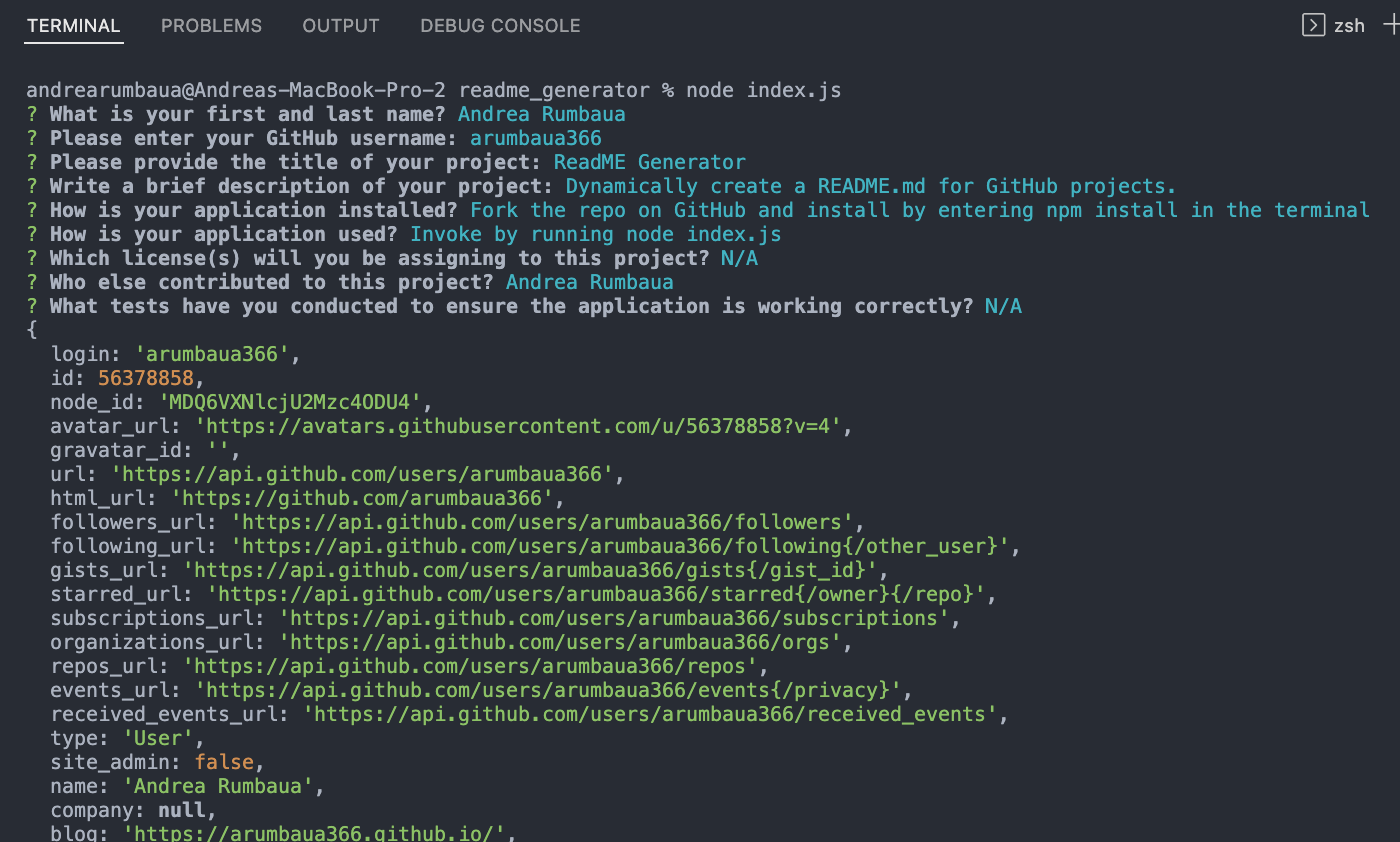 TERMINAL PROBLEMS OUTPUT DEBUG CONSOLE zsh
andrearumbaua@Andreas-MacBook-Pro-2 readme_generator % node index.js
? What is your first and last name? Andrea Rumbaua
? Please enter your GitHub username: arumbaua366
? Please provide the title of your project: ReadME Generator
? Write a brief description of your project: Dynamically create a README.md for GitHub projects.
? How is your application installed? Fork the repo on GitHub and install by entering npm install in the terminal
? How is your application used? Invoke by running node index.js
? Which license(s) will you be assigning to this project? N/A
? Who else contributed to this project? Andrea Rumbaua
? What tests have you conducted to ensure the application is working correctly? N/A
{
  login: 'arumbaua366',
  id: 56378858,
  node_id: 'MDQ6VXNlcjU2Mzc4ODU4',
  avatar_url: 'https://avatars.githubusercontent.com/u/56378858?v=4',
  gravatar_id: '',
  url: 'https://api.github.com/users/arumbaua366',
  html_url: 'https://github.com/arumbaua366',
  followers_url: 'https://api.github.com/users/arumbaua366/followers',
  following_url: 'https://api.github.com/users/arumbaua366/following{/other_user}',
  gists_url: 'https://api.github.com/users/arumbaua366/gists{/gist_id}',
  starred_url: 'https://api.github.com/users/arumbaua366/starred{/owner}{/repo}',
  subscriptions_url: 'https://api.github.com/users/arumbaua366/subscriptions',
  organizations_url: 'https://api.github.com/users/arumbaua366/orgs',
  repos_url: 'https://api.github.com/users/arumbaua366/repos',
  events_url: 'https://api.github.com/users/arumbaua366/events{/privacy}',
  received_events_url: 'https://api.github.com/users/arumbaua366/received_events',
  type: 'User',
  site_admin: false,
  name: 'Andrea Rumbaua',
  company: null,
  blog: 'https://arumbaua366.github.io/',